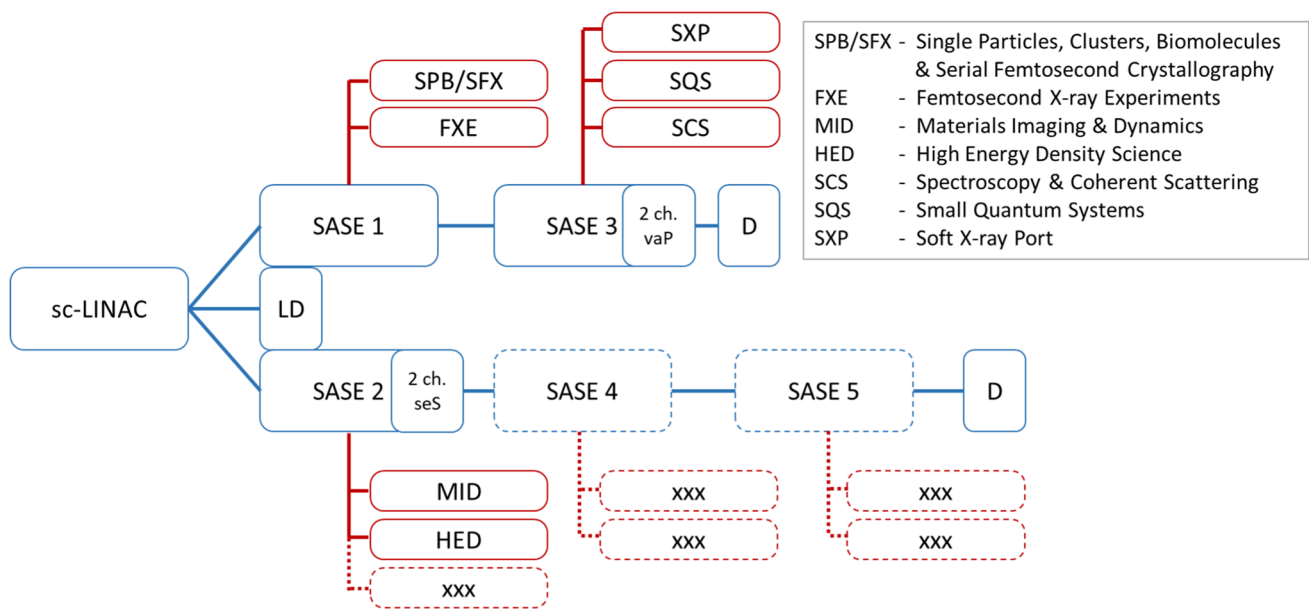 SXP
SPB/SFX
SQS
FXE
SCS
SPB/SFX - Single Particles, Clusters, Biomolecules
& Serial Femtosecond Crystallography
FXE - Femtosecond X-ray Experiments
MID - Materials Imaging & Dynamics
HED - High Energy Density Science
SCS - Spectroscopy & Coherent Scattering
SQS - Small Quantum Systems
SXP - Soft X-ray Port
SASE 1
SASE 3
2 ch.
vaP
D
sc-LINAC
LD
SASE 2
2 ch.
seS
SASE 4
SASE 5
D
MID
xxx
xxx
HED
xxx
xxx
xxx